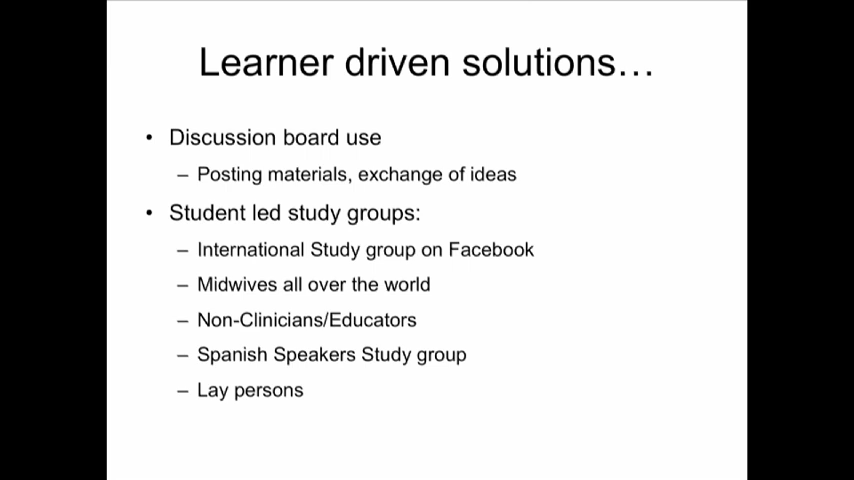 Learner driven solutions…
• Discussion board use
– Posting materials, exchange of ideas
• Student led study groups:
– International Study group on Facebook
– Midwives all over the world
– Non-Clinicians/Educators
– Spanish Speakers Study group
– Lay persons